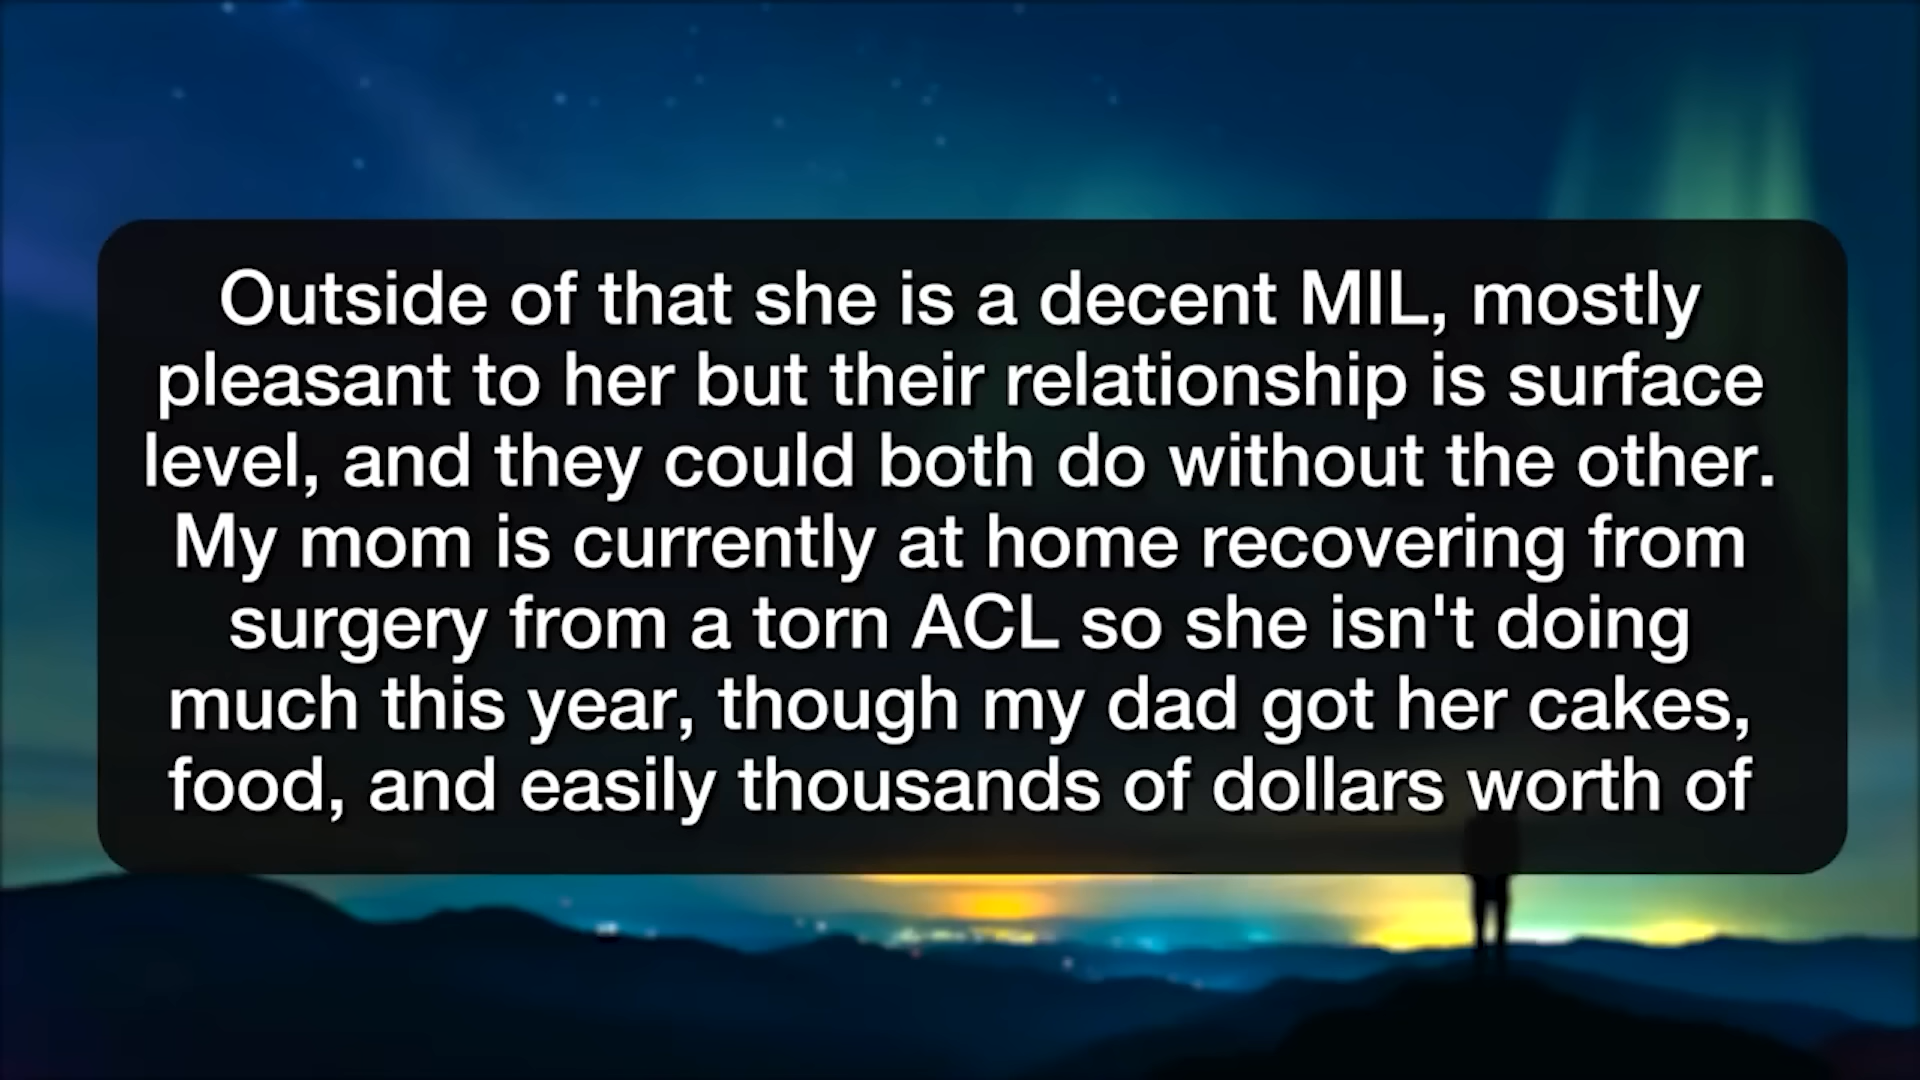 Outside of that she is a decent MIL, mostly
pleasant to her but their relationship is surface
level, and they could both do without the other.
My mom is currently at home recovering from
surgery from a torn ACL so she isn't doing
much this year, though my dad got her cakes,
food, and easily thousands of dollars worth of